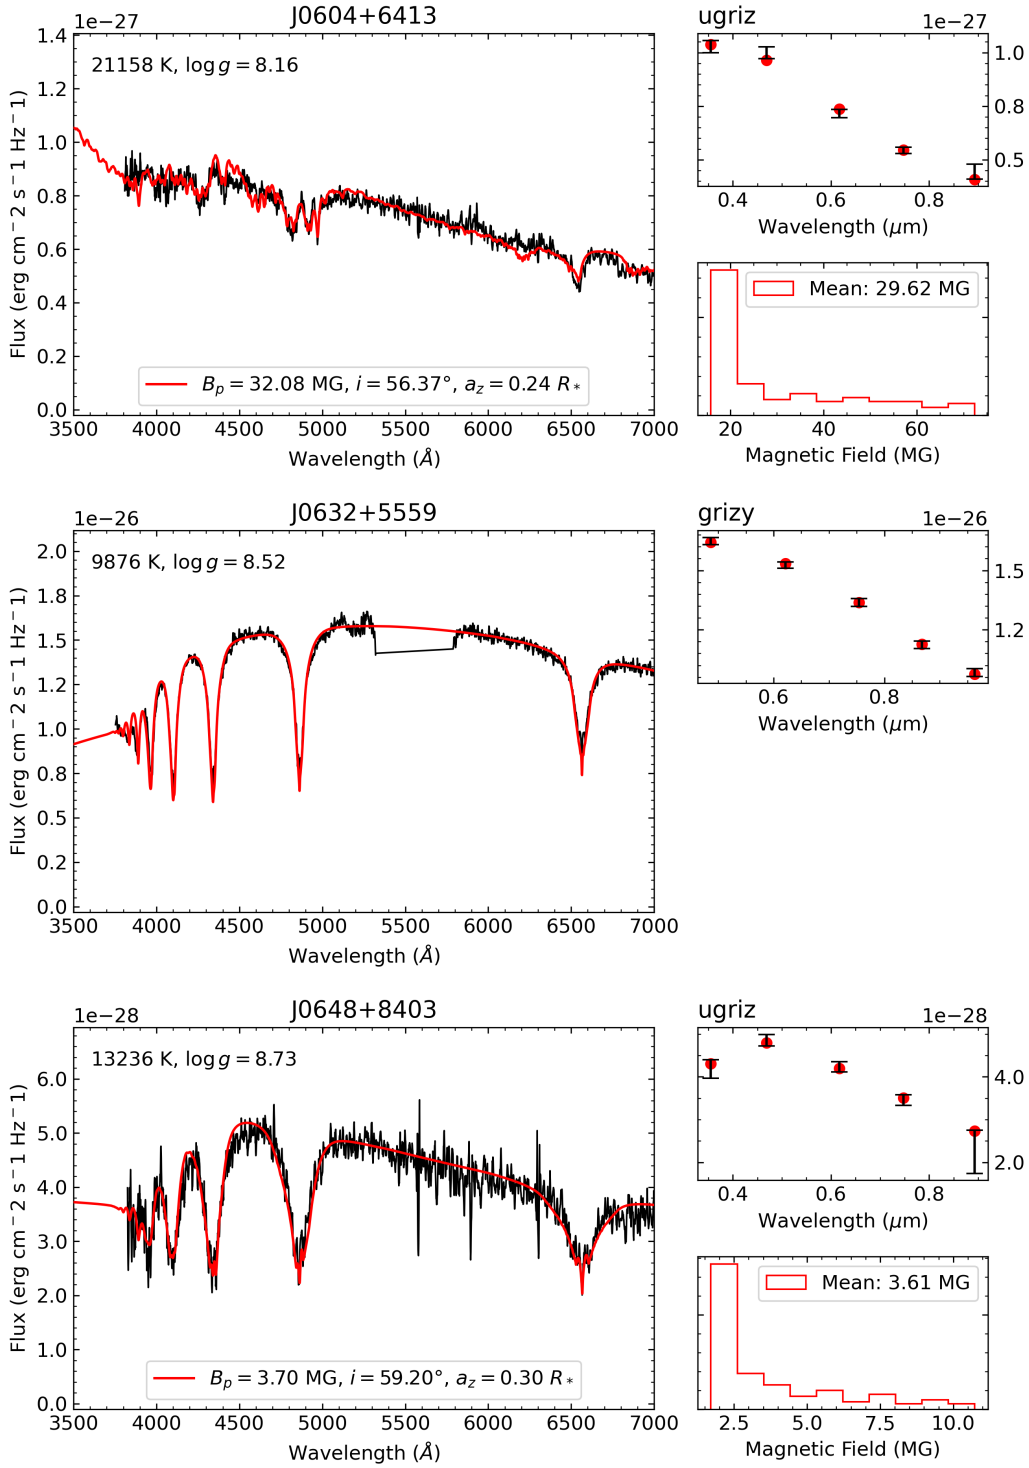 J0604+6413
1e−27
21158 K, log g = 8.16
1.4
1.2
1.0
0.8
0.6
0.4
0.2
0.0
Flux (erg cm−2 s−1 Hz−1)
B_p = 32.08 MG, i = 56.37°, a_z = 0.24 R_*
3500 4000 4500 5000 5500 6000 6500 7000
Wavelength (Å)
ugriz
1e−27
1.0
0.8
0.5
0.4 0.6 0.8
Wavelength (μm)
Mean: 29.62 MG
20 40 60
Magnetic Field (MG)
J0632+5559
1e−26
9876 K, log g = 8.52
2.0
1.8
1.5
1.2
1.0
0.8
0.5
0.2
0.0
Flux (erg cm−2 s−1 Hz−1)
3500 4000 4500 5000 5500 6000 6500 7000
Wavelength (Å)
grizy
1e−26
1.5
1.2
0.6 0.8
Wavelength (μm)
J0648+8403
1e−28
13236 K, log g = 8.73
6.0
5.0
4.0
3.0
2.0
1.0
0.0
Flux (erg cm−2 s−1 Hz−1)
B_p = 3.70 MG, i = 59.20°, a_z = 0.30 R_*
3500 4000 4500 5000 5500 6000 6500 7000
Wavelength (Å)
ugriz
1e−28
4.0
2.0
0.4 0.6 0.8
Wavelength (μm)
Mean: 3.61 MG
2.5 5.0 7.5 10.0
Magnetic Field (MG)